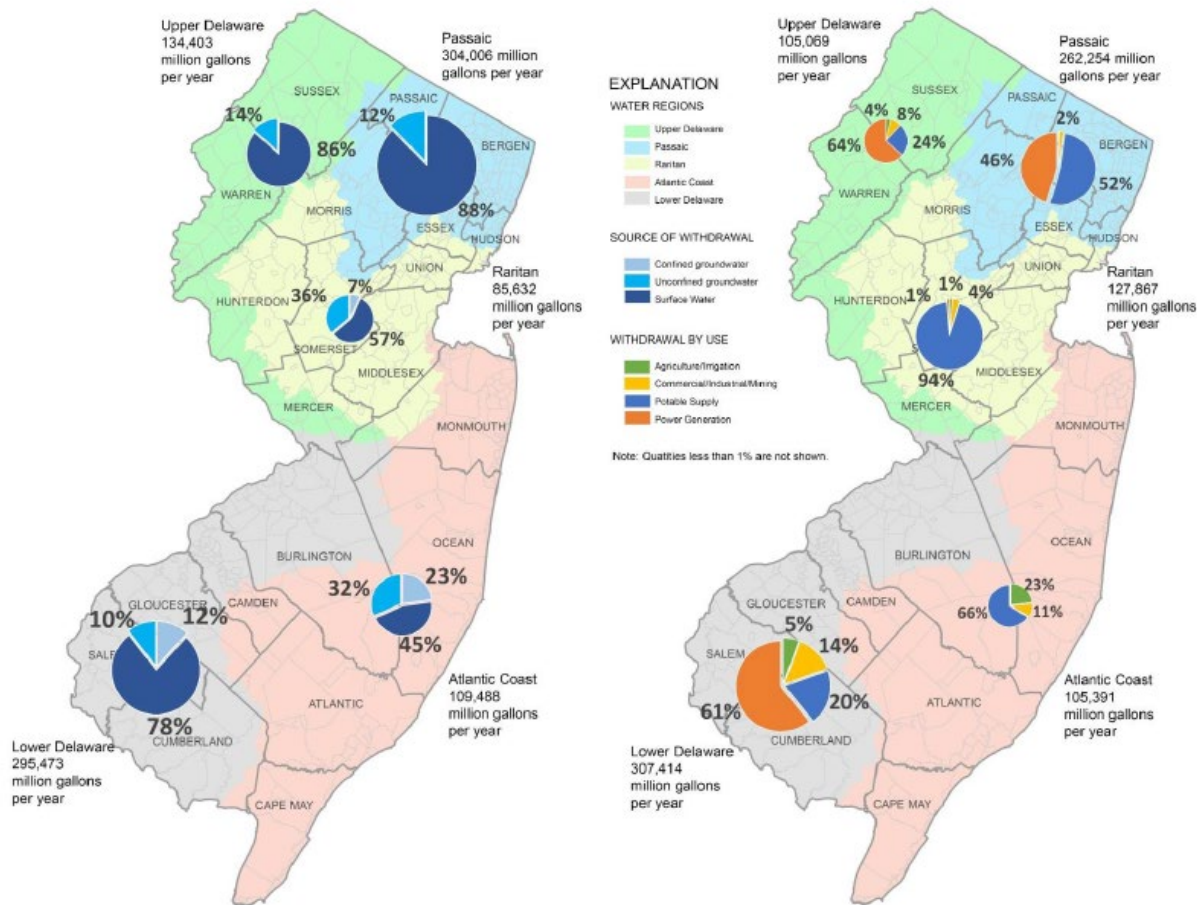 Upper Delaware
134,403
million gallons
per year
Passaic
304,006 million
gallons per year
SUSSEX
PASSAIC
BERGEN
14%
86%
12%
88%
WARREN
MORRIS
ESSEX
HUDSON
UNION
HUNTERDON
36%
7%
57%
SOMERSET
MIDDLESEX
MERCER
Raritan
85,632
million gallons
per year
MONMOUTH
OCEAN
BURLINGTON
32%
23%
45%
GLOUCESTER
CAMDEN
10%
12%
78%
CUMBERLAND
ATLANTIC
CAPE MAY
Atlantic Coast
109,488
million gallons
per year
Lower Delaware
295,473
million gallons
per year
EXPLANATION
WATER REGIONS
Upper Delaware
Passaic
Raritan
Atlantic Coast
Lower Delaware
SOURCE OF WITHDRAWAL
Confined groundwater
Unconfined groundwater
Surface Water
WITHDRAWAL BY USE
Agriculture/Irrigation
Commercial/Industrial/Mining
Potable Supply
Power Generation
Note: Quatities less than 1% are not shown.
Upper Delaware
105,069
million gallons
per year
Passaic
262,254 million
gallons per year
SUSSEX
PASSAIC
BERGEN
4%
8%
64%
24%
2%
46%
52%
WARREN
MORRIS
ESSEX
HUDSON
UNION
HUNTERDON
1%
1%
4%
94%
MIDDLESEX
MERCER
Raritan
127,867
million gallons
per year
MONMOUTH
OCEAN
BURLINGTON
23%
66%
11%
GLOUCESTER
CAMDEN
SALEM
5%
14%
61%
20%
CUMBERLAND
ATLANTIC
CAPE MAY
Atlantic Coast
105,391
million gallons
per year
Lower Delaware
307,414
million gallons
per year